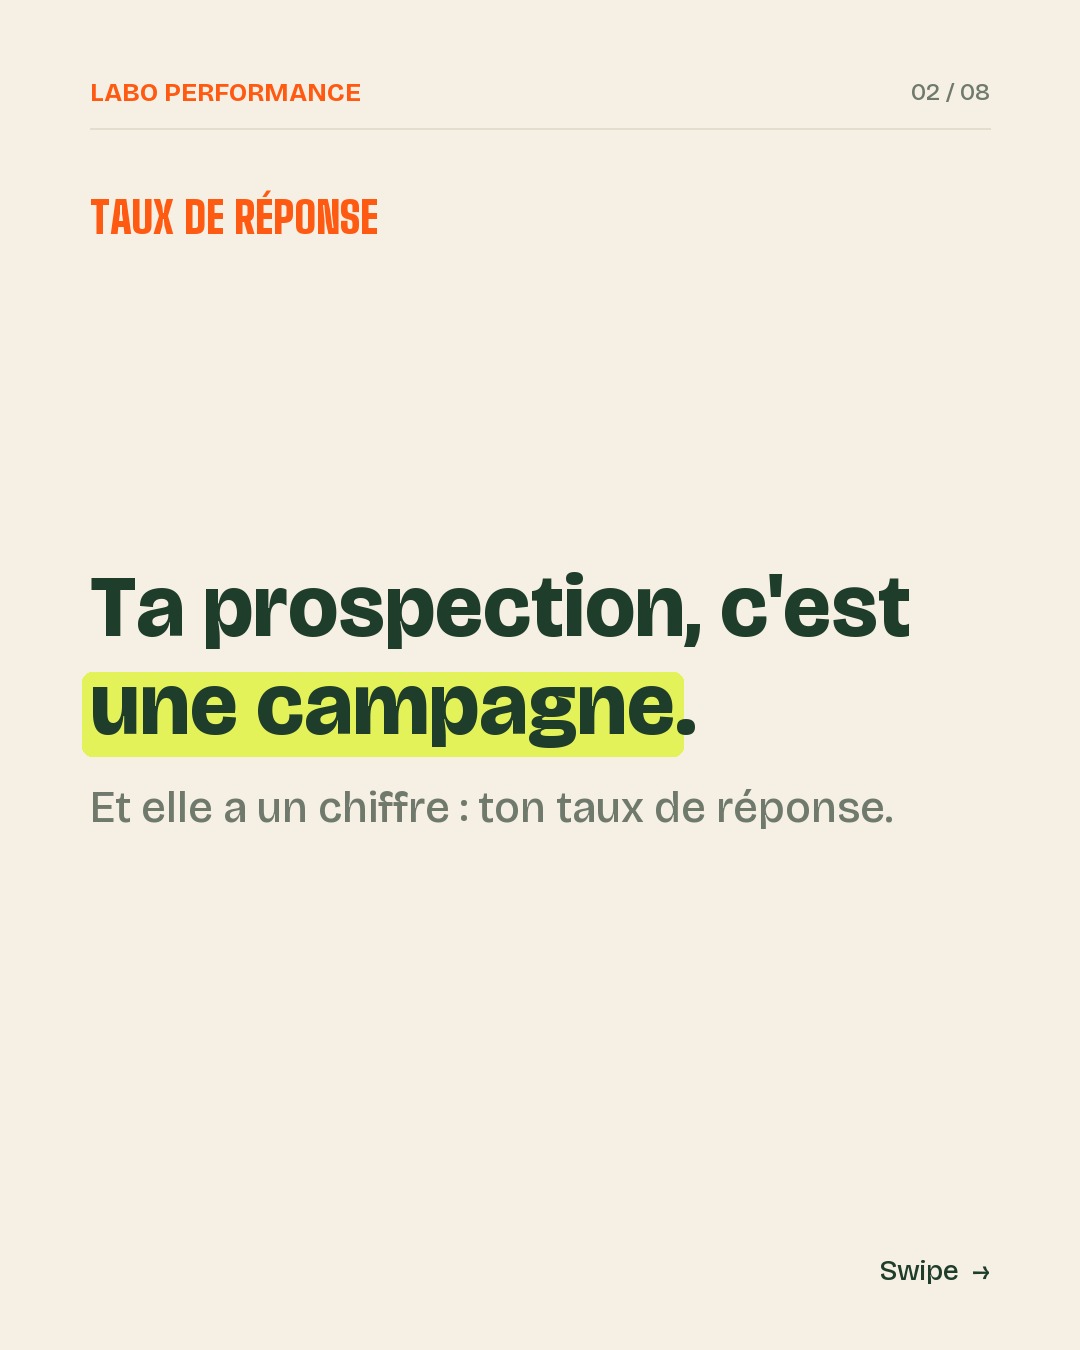 LABO PERFORMANCE
02 / 08
TAUX DE RÉPONSE
Ta prospection, c'est
une campagne.
Et elle a un chiffre : ton taux de réponse.
Swipe →